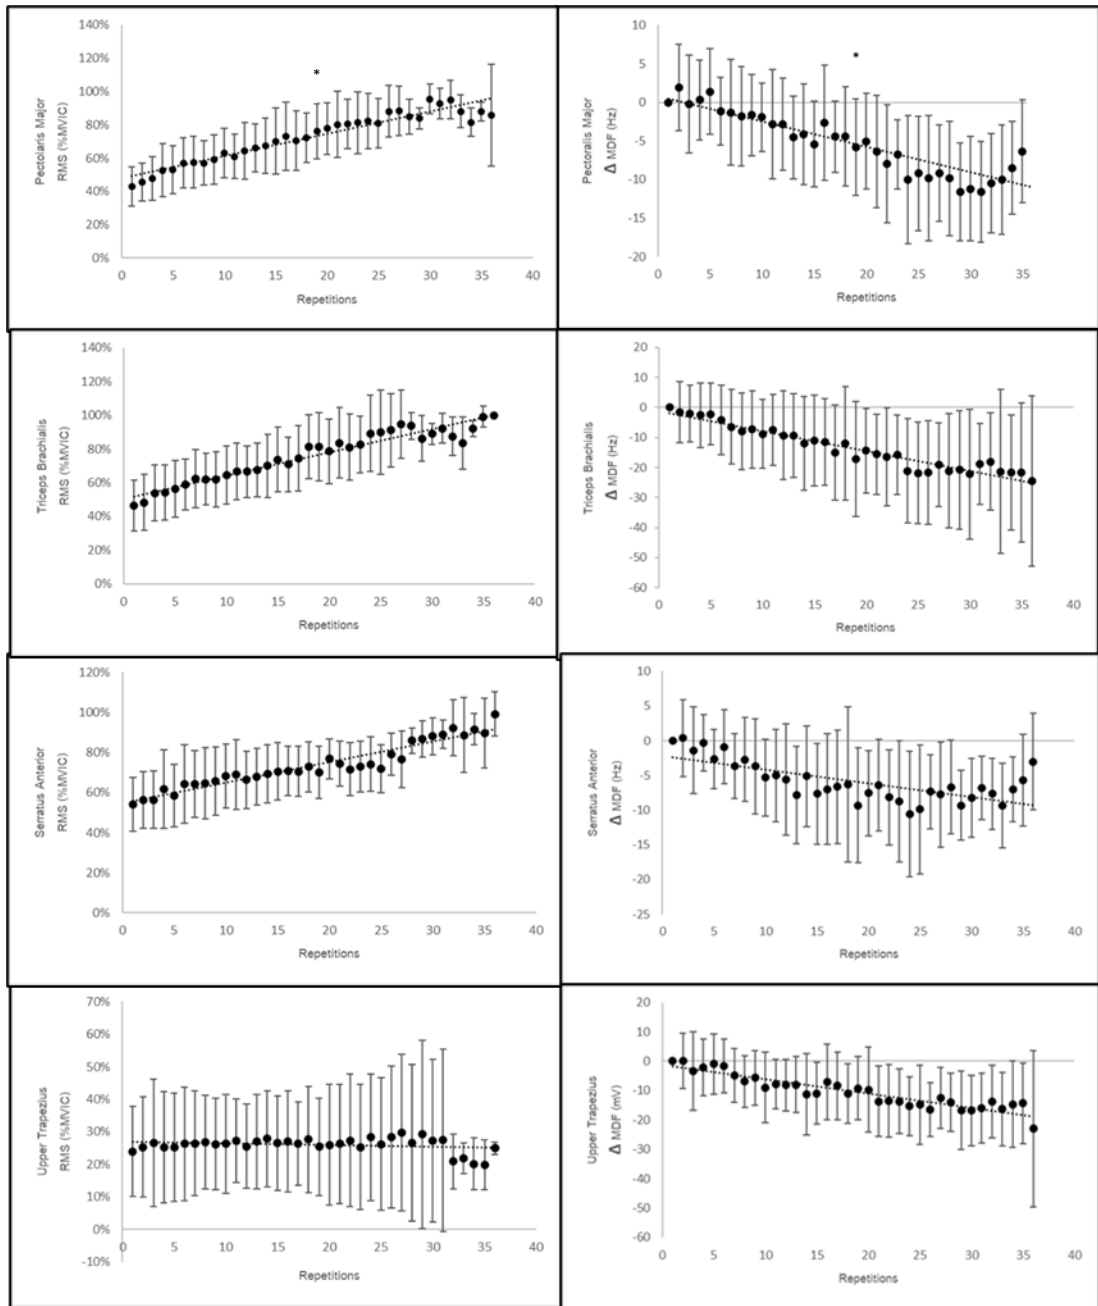 140%
120%
100%
80%
60%
40%
20%
0%
Pectolaris Major
RMS (%MVIC)
*
0 5 10 15 20 25 30 35 40
Repetitions
10
5
0
-5
-10
-15
-20
Pectoralis Major
Δ MDF (Hz)
*
0 5 10 15 20 25 30 35
Repetitions
140%
120%
100%
80%
60%
40%
20%
0%
Triceps Brachialis
RMS (%MVIC)
0 5 10 15 20 25 30 35 40
Repetitions
20
10
0
-10
-20
-30
-40
-50
-60
Triceps Brachialis
Δ MDF (Hz)
0 5 10 15 20 25 30 35 40
Repetitions
120%
100%
80%
60%
40%
20%
0%
Serratus Anterior
RMS (%MVIC)
0 5 10 15 20 25 30 35 40
Repetitions
10
5
0
-5
-10
-15
-20
-25
Serratus Anterior
Δ MDF (Hz)
0 5 10 15 20 25 30 35 40
Repetitions
70%
60%
50%
40%
30%
20%
10%
0%
-10%
Upper Trapezius
RMS (%MVIC)
0 5 10 15 20 25 30 35 40
Repetitions
20
10
0
-10
-20
-30
-40
-50
-60
Upper Trapezius
Δ MDF (mV)
0 5 10 15 20 25 30 35 40
Repetitions